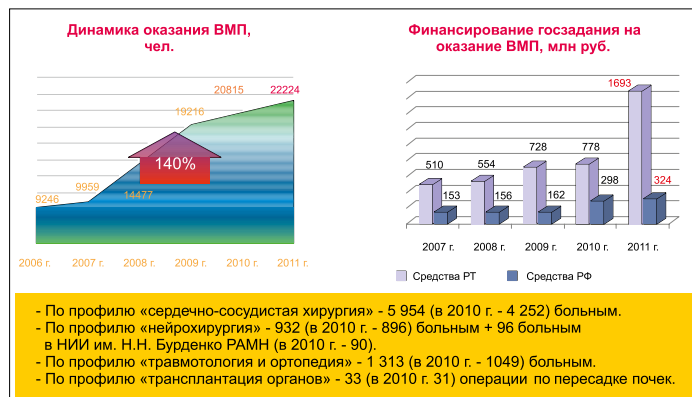 Динамика оказания ВМП,
чел.
22224
20815
19216
140%
14477
9959
9246
2006 г. 2007 г. 2008 г. 2009 г. 2010 г. 2011 г.
Финансирование госзадания на
оказание ВМП, млн руб.
1693
728 778
510 554
298 324
153 156 162
2007 г. 2008 г. 2009 г. 2010 г. 2011 г.
Средства РТ Средства РФ
- По профилю «сердечно-сосудистая хирургия» - 5 954 (в 2010 г. - 4 252) больным.
- По профилю «нейрохирургия» - 932 (в 2010 г. - 896) больным + 96 больным
в НИИ им. Н.Н. Бурденко РАМН (в 2010 г. - 90).
- По профилю «травмотология и ортопедия» - 1 313 (в 2010 г. - 1049) больным.
- По профилю «трансплантация органов» - 33 (в 2010 г. 31) операции по пересадке почек.